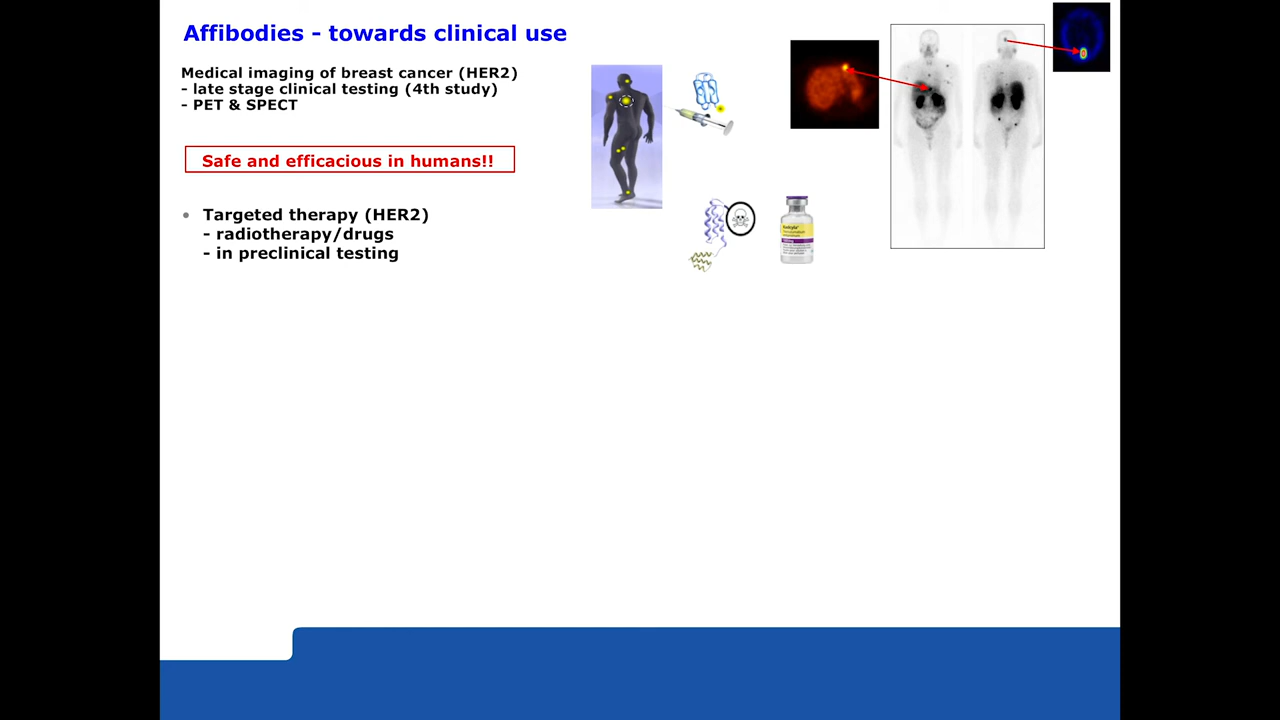 Affibodies - towards clinical use
Medical imaging of breast cancer (HER2)
- late stage clinical testing (4th study)
- PET & SPECT
Safe and efficacious in humans!!
• Targeted therapy (HER2)
- radiotherapy/drugs
- in preclinical testing